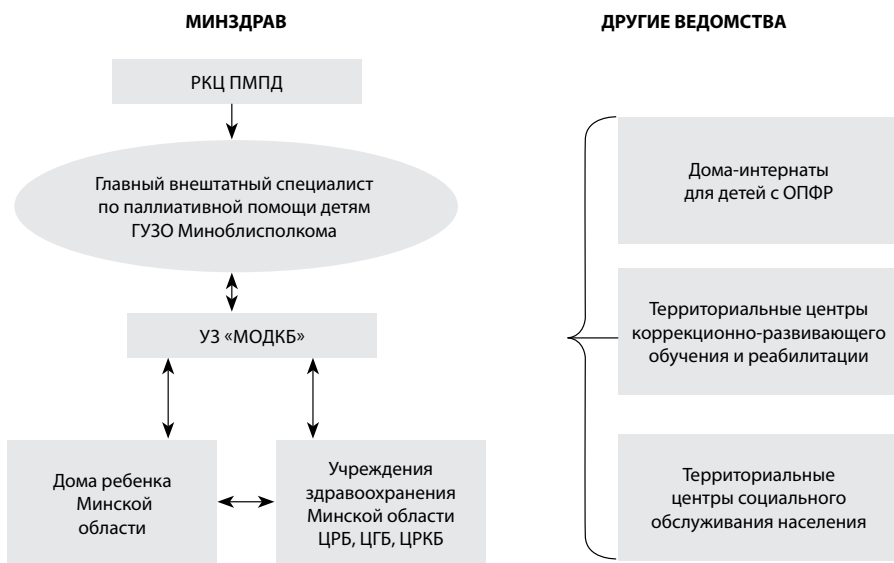 МИНЗДРАВ
РКЦ ПМПД
Главный внештатный специалист
по паллиативной помощи детям
ГУЗО Миноблисполкома
УЗ «МОДКБ»
Дома ребенка
Минской
области
Учреждения
здравоохранения
Минской области
ЦРБ, ЦГБ, ЦРКБ
ДРУГИЕ ВЕДОМСТВА
Дома-интернаты
для детей с ОПФР
Территориальные центры
коррекционно-развивающего
обучения и реабилитации
Территориальные
центры социального
обслуживания населения